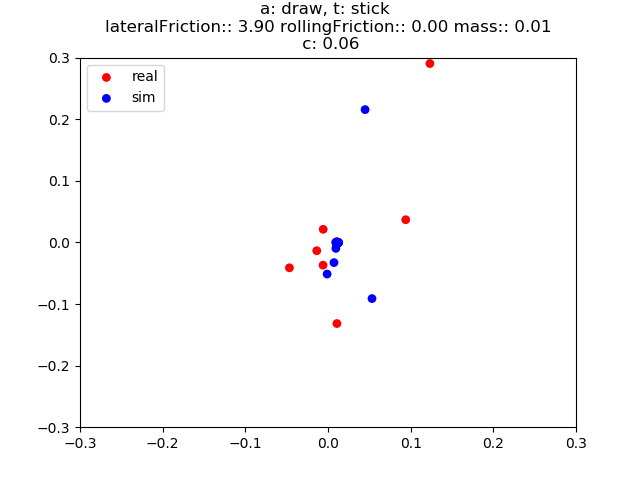 a: draw, t: stick
lateralFriction:: 3.90 rollingFriction:: 0.00 mass:: 0.01
c: 0.06
real
sim
0.3
0.2
0.1
0.0
−0.1
−0.2
−0.3
−0.3
−0.2
−0.1
0.0
0.1
0.2
0.3